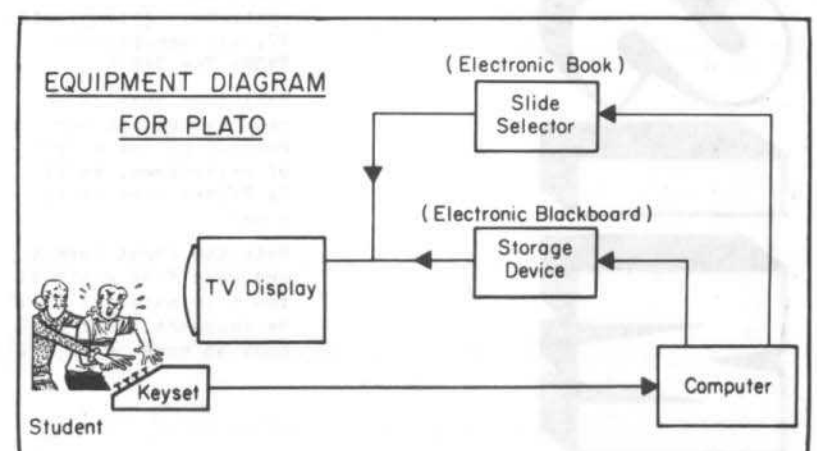 EQUIPMENT DIAGRAM
FOR PLATO
( Electronic Book )
Slide
Selector
( Electronic Blackboard )
Storage
Device
TV Display
Keyset
Computer
Student